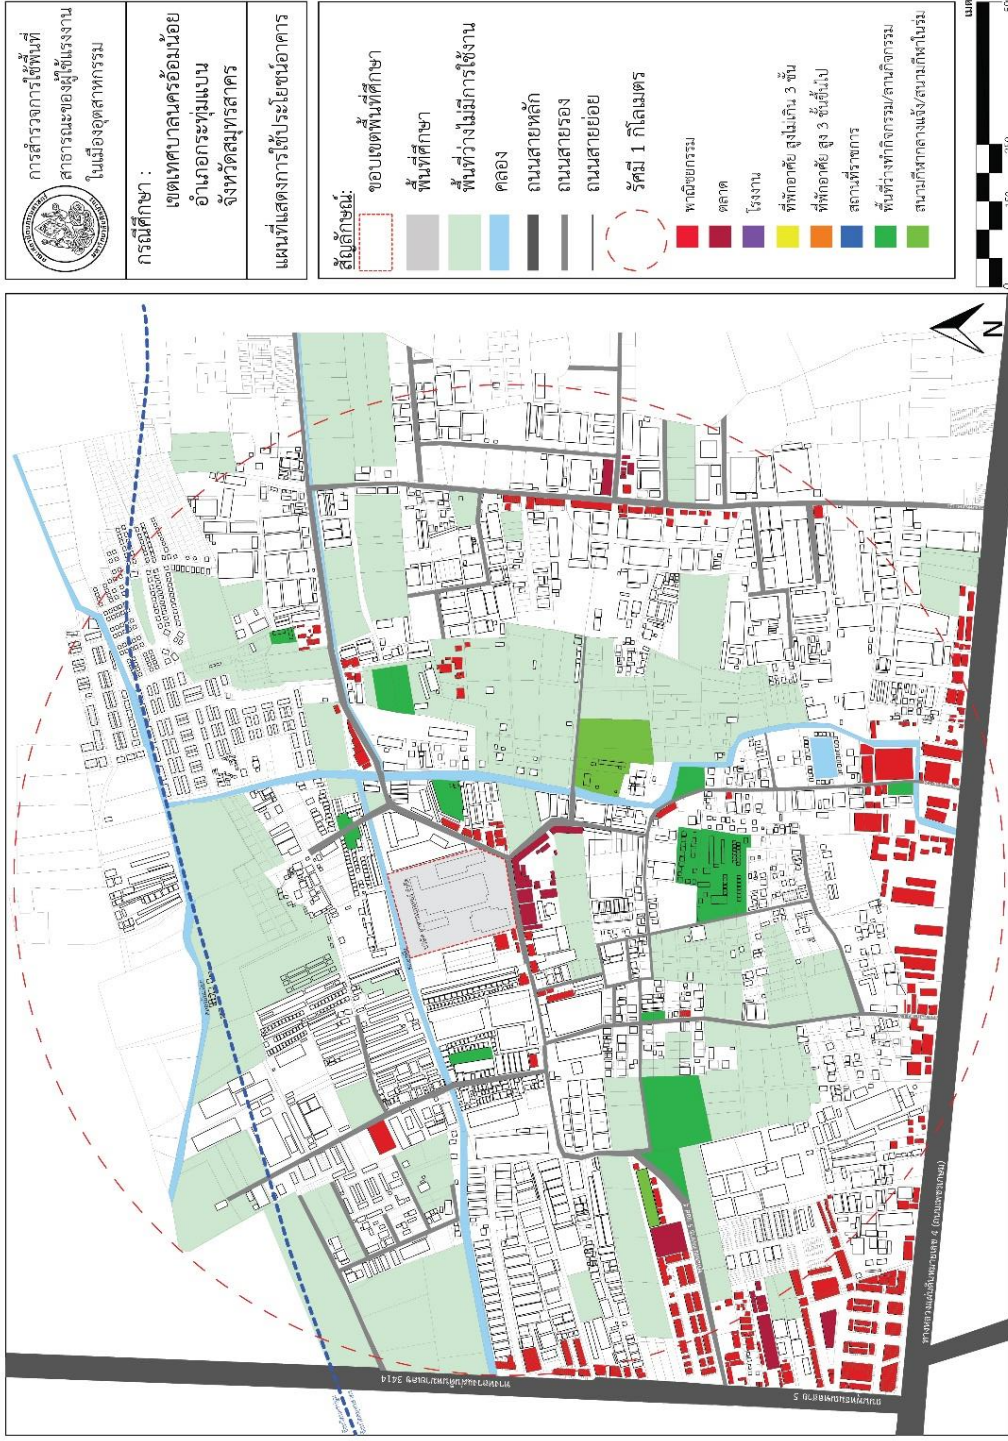 การสำรวจการใช้พื้นที่
สาธารณะของผู้ใช้แรงงาน
ในเมืองอุตสาหกรรม
กรณีศึกษา :
เขตเทศบาลนครอ้อมน้อย
อำเภอกระทุ่มแบน
จังหวัดสมุทรสาคร
แผนที่แสดงการใช้ประโยชน์อาคาร
สัญลักษณ์:
ขอบเขตพื้นที่ศึกษา
พื้นที่ศึกษา
พื้นที่ว่างไม่มีการใช้งาน
คลอง
ถนนสายหลัก
ถนนสายรอง
ถนนสายย่อย
รัศมี 1 กิโลเมตร
พาณิชยกรรม
ตลาด
โรงงาน
ที่พักอาศัย สูงไม่เกิน 3 ชั้น
ที่พักอาศัย สูง 3 ชั้นขึ้นไป
สถานที่ราชการ
พื้นที่ว่างทำกิจกรรม/ลานกิจกรรม
สนามกีฬากลางแจ้ง/สนามกีฬาในร่ม
N
ทางหลวงแผ่นดินหมายเลข 3414
ถนนพุทธมณฑลสาย 5
ทางหลวงแผ่นดินหมายเลข 4 (ถนนเพชรเกษม)